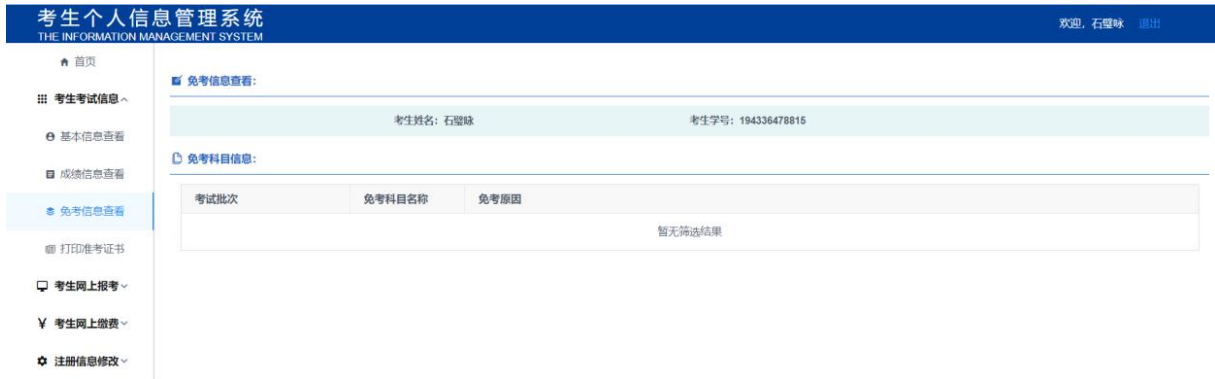 考生个人信息管理系统
THE INFORMATION MANAGEMENT SYSTEM
欢迎, 石璧咏 退出
首页
考生考试信息
基本信息查看
成绩信息查看
免考信息查看
打印准考证书
考生网上报考
¥ 考生网上缴费
注册信息修改
免考信息查看:
考生姓名: 石璧咏 考生学号: 194336478815
免考科目信息:
考试批次 免考科目名称 免考原因
暂无筛选结果